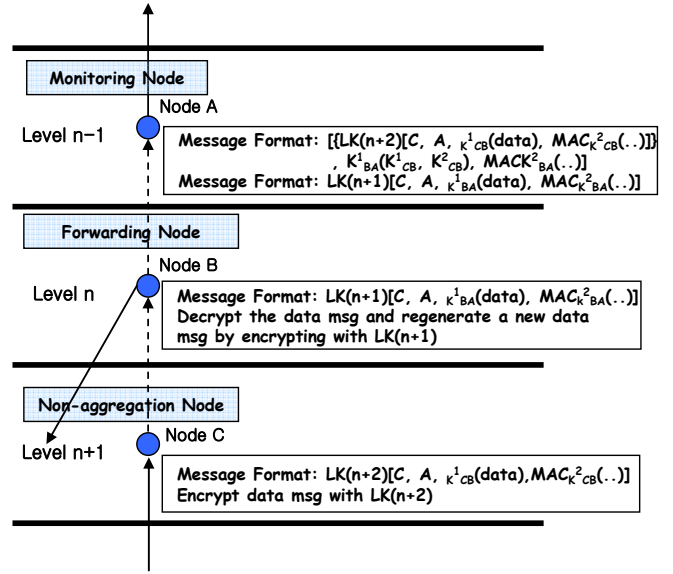 Monitoring Node
Node A
Level n-1
Message Format: [{LK(n+2)[C, A, K¹CB(data), MACK²CB(..)]}
, K¹BA(K¹CB, K²CB), MACK²BA(..)]
Message Format: LK(n+1)[C, A, K¹BA(data), MACK²BA(..)]
Forwarding Node
Node B
Level n
Message Format: LK(n+1)[C, A, K¹BA(data), MACk²BA(..)]
Decrypt the data msg and regenerate a new data
msg by encrypting with LK(n+1)
Non-aggregation Node
Node C
Level n+1
Message Format: LK(n+2)[C, A, K¹CB(data),MACK²CB(..)]
Encrypt data msg with LK(n+2)